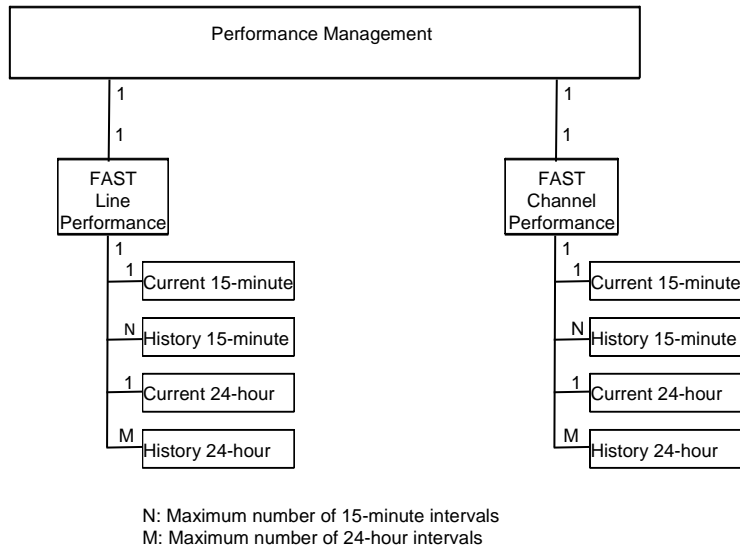 Performance Management
1
1
1
1
FAST
Line
Performance
FAST
Channel
Performance
1
1
1
Current 15-minute
1
Current 15-minute
N
History 15-minute
N
History 15-minute
1
Current 24-hour
1
Current 24-hour
M
History 24-hour
M
History 24-hour
N: Maximum number of 15-minute intervals
M: Maximum number of 24-hour intervals